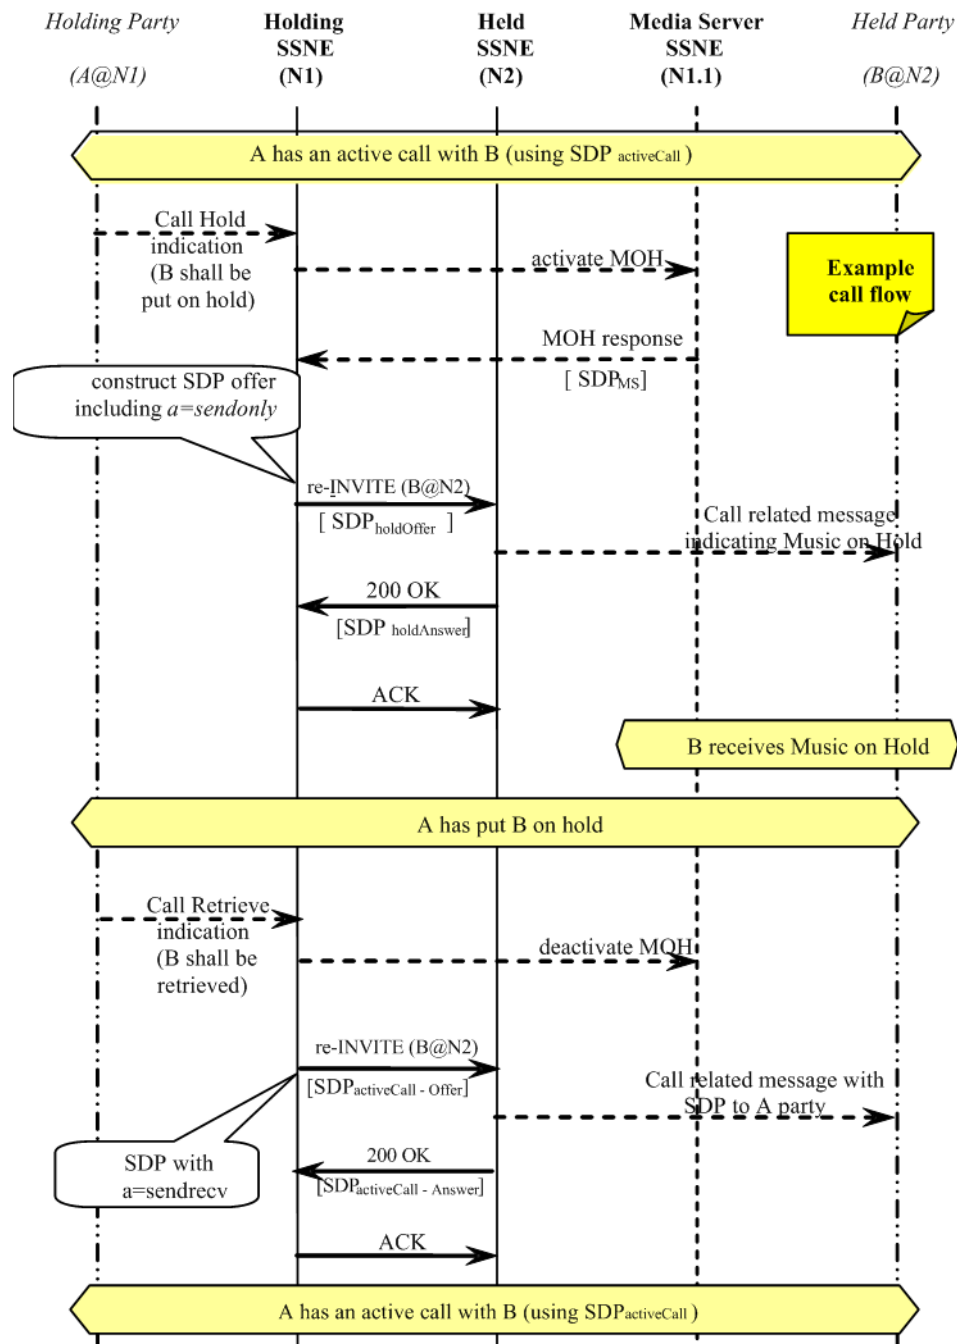 Holding Party
Holding
Held
Media Server
Held Party
SSNE
SSNE
SSNE
(A@N1)
(N1)
(N2)
(N1.1)
(B@N2)
A has an active call with B (using SDP activeCall )
Call Hold
indication
(B shall be
put on hold)
activate MOH
Example
call flow
MOH response
[ SDPMS]
construct SDP offer
including a=sendonly
re-INVITE (B@N2)
[ SDPholdOffer ]
Call related message
indicating Music on Hold
200 OK
[SDP holdAnswer]
ACK
B receives Music on Hold
A has put B on hold
Call Retrieve
indication
(B shall be
retrieved)
deactivate MOH
re-INVITE (B@N2)
[SDPactiveCall - Offer]
Call related message with
SDP to A party
SDP with
a=sendrecv
200 OK
[SDPactiveCall - Answer]
ACK
A has an active call with B (using SDPactiveCall )